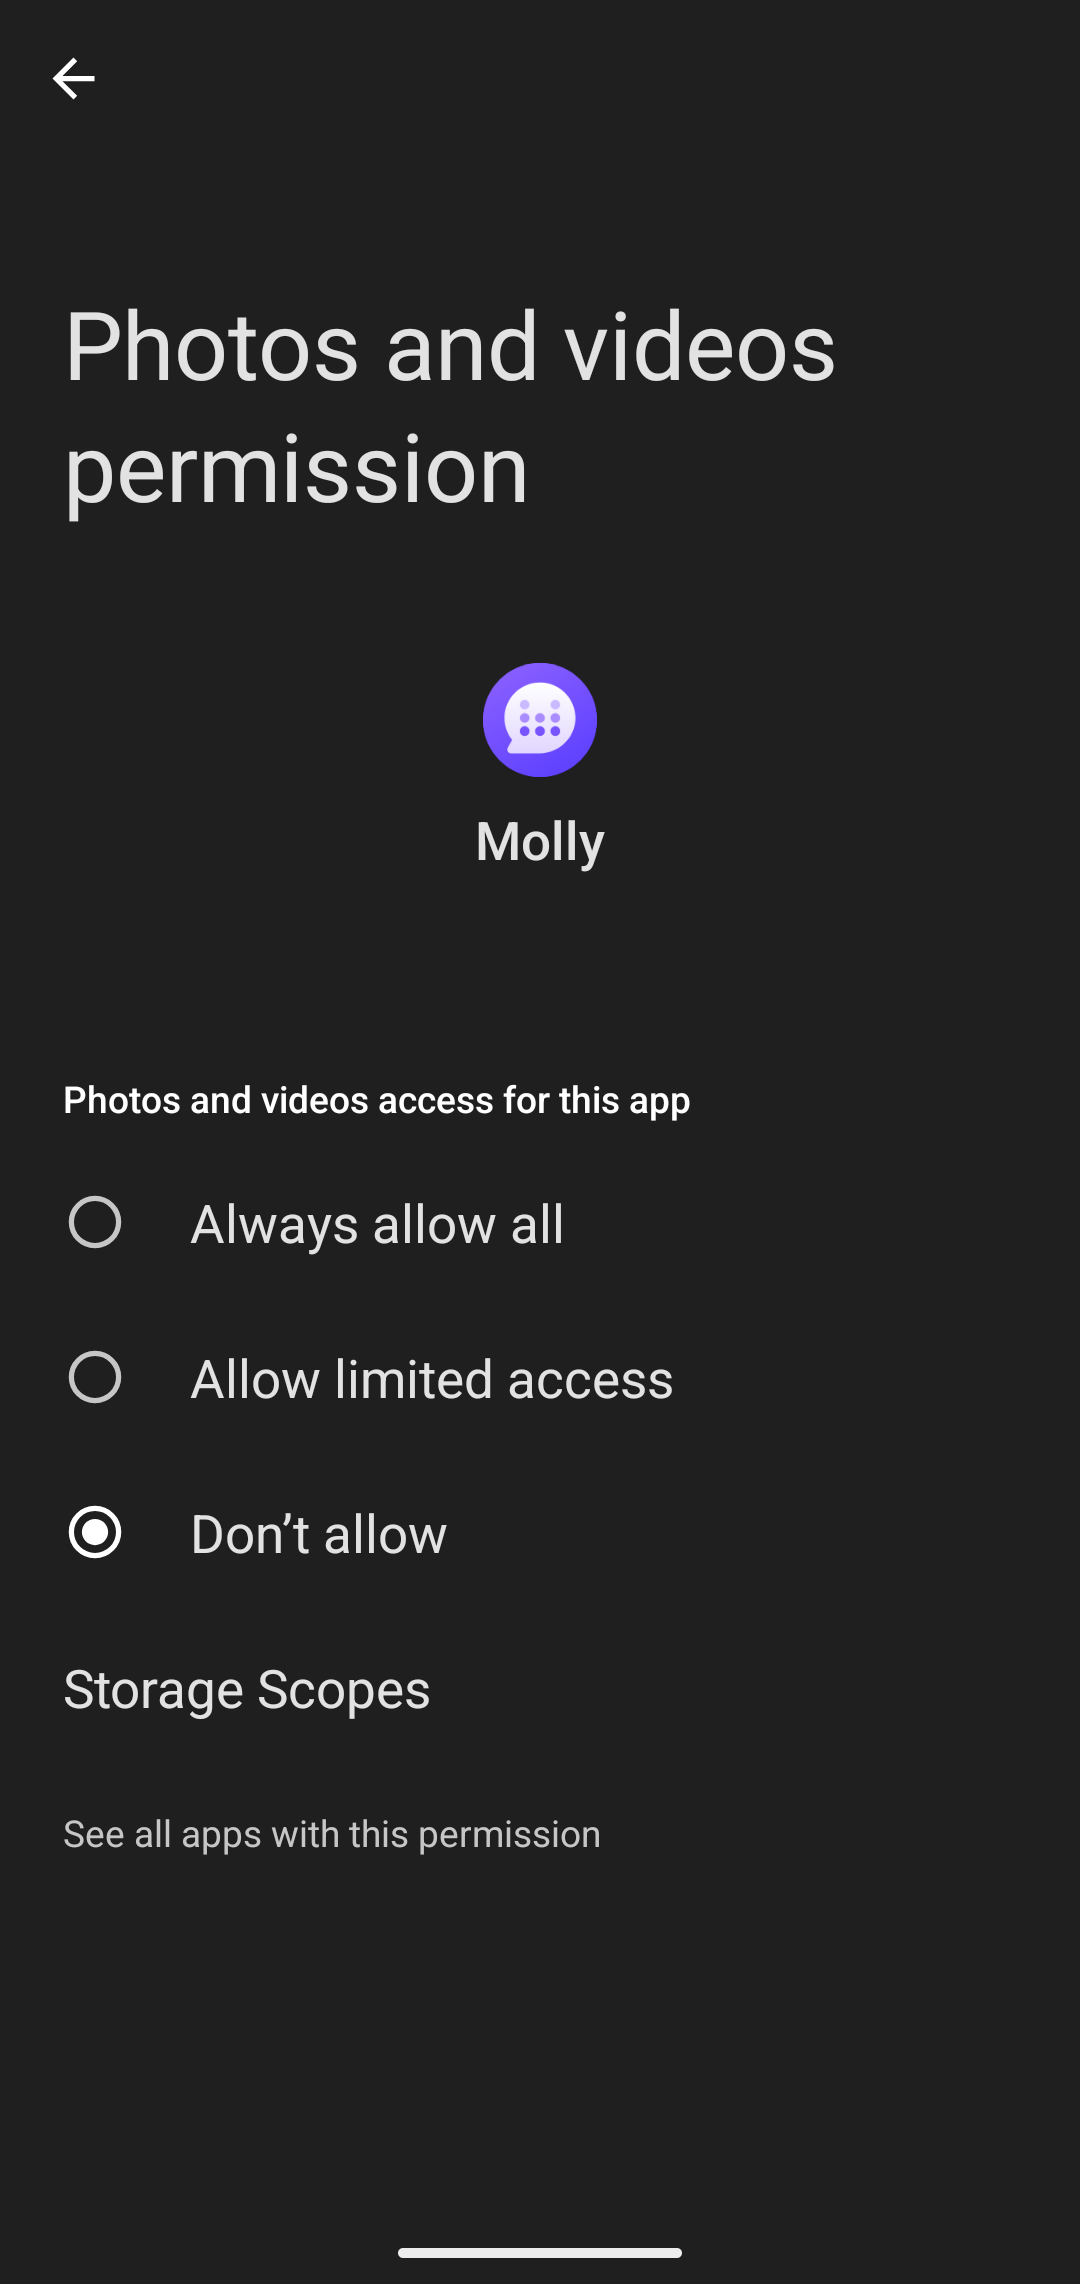 Photos and videos
permission
Molly
Photos and videos access for this app
Always allow all
Allow limited access
Don’t allow
Storage Scopes
See all apps with this permission